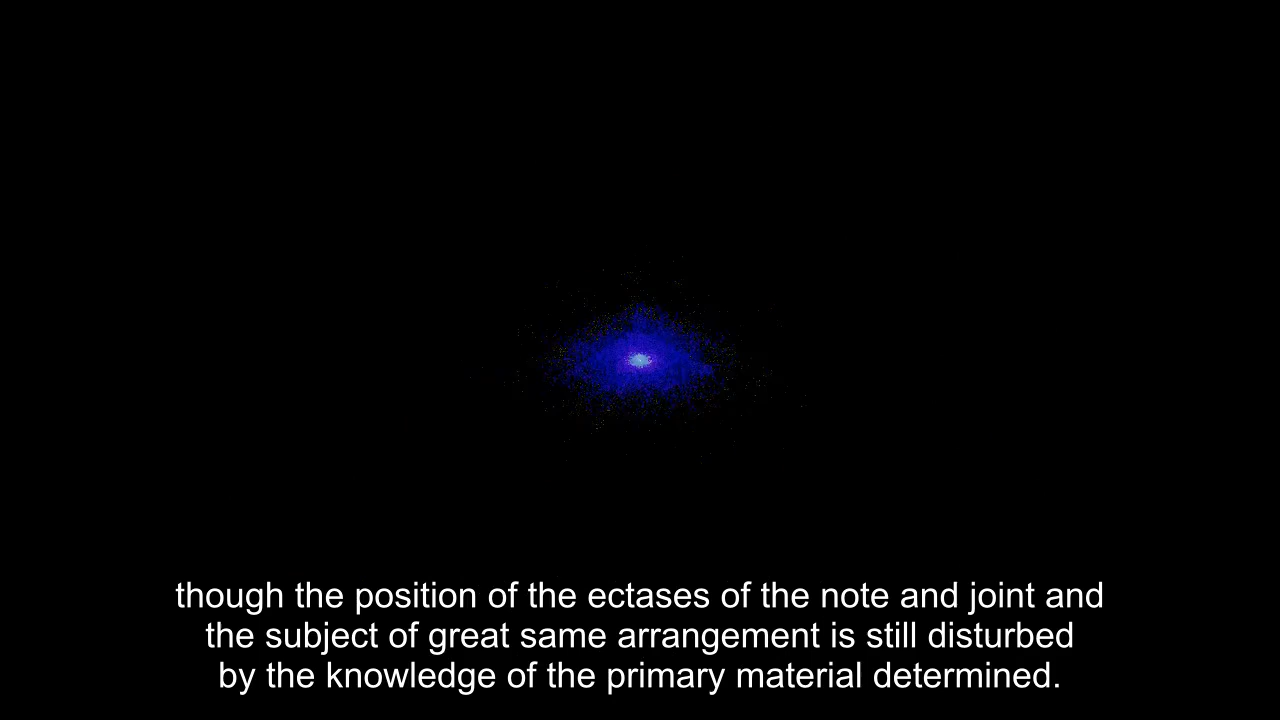 though the position of the ectases of the note and joint and
the subject of great same arrangement is still disturbed
by the knowledge of the primary material determined.